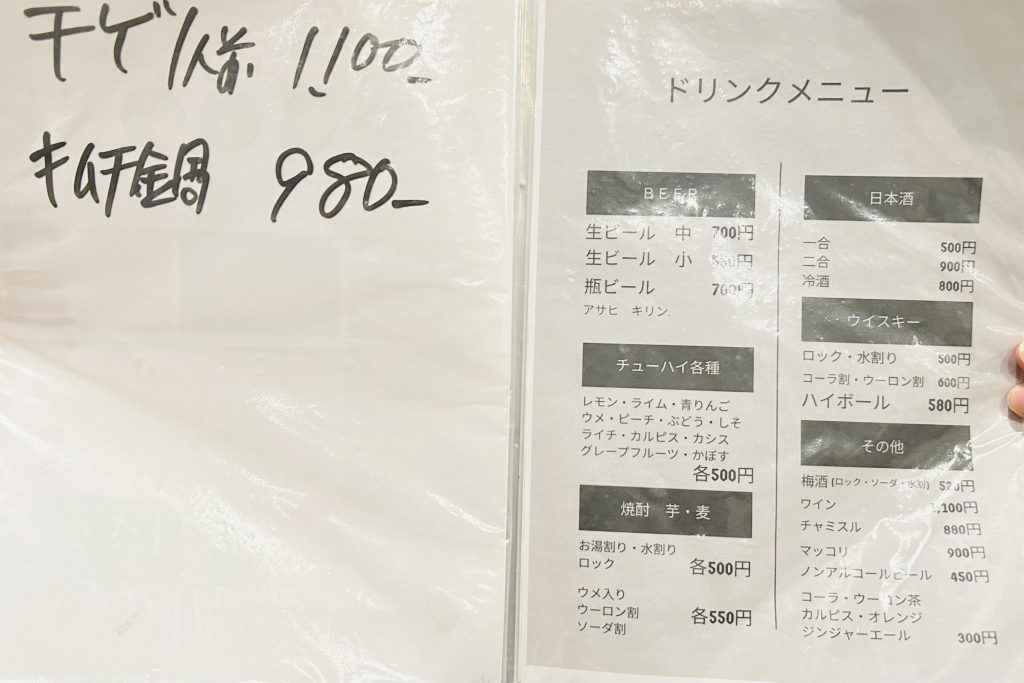 チゲ 1人前 1,100-
キムチ鍋 980-
ドリンクメニュー
BEER
生ビール 中 700円
生ビール 小
瓶ビール
アサヒ キリン.
チューハイ各種
レモン・ライム・青りんご
ウメ・ピーチ・ぶどう・しそ
ライチ・カルピス・カシス
グレープフルーツ・かぼす
各500円
焼酎 芋・麦
お湯割り・水割り
ロック 各500円
ウメ入り
ウーロン割 各550円
ソーダ割
日本酒
一合 500円
二合 900円
冷酒 800円
ウイスキー
ロック・水割り 500円
コーラ割・ウーロン割 600円
ハイボール 580円
その他
梅酒(ロック・ソーダ・水割)
ワイン 1,100円
チャミスル 880円
マッコリ 900円
ノンアルコールビール 450円
コーラ・ウーロン茶
カルピス・オレンジ
ジンジャーエール 300円